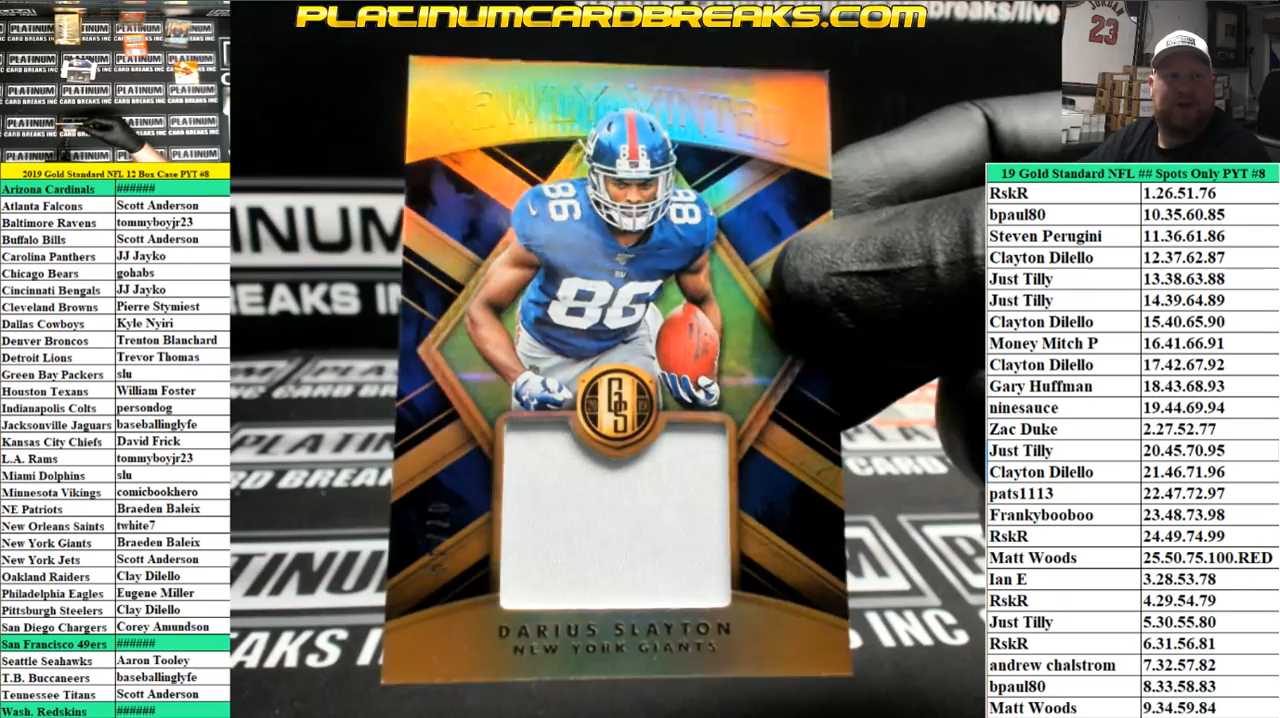 PLATINUMCARDBREAKS.COM
2019 Gold Standard NFL 12 Box Case PYT #8
Arizona Cardinals ######
Atlanta Falcons Scott Anderson
Baltimore Ravens tommyboyjr23
Buffalo Bills Scott Anderson
Carolina Panthers JJ Jayko
Chicago Bears gohabs
Cincinnati Bengals JJ Jayko
Cleveland Browns Pierre Stymiest
Dallas Cowboys Kyle Nyiri
Denver Broncos Trenton Blanchard
Detroit Lions Trevor Thomas
Green Bay Packers slu
Houston Texans William Foster
Indianapolis Colts persondog
Jacksonville Jaguars baseballinglyfe
Kansas City Chiefs David Frick
L.A. Rams tommyboyjr23
Miami Dolphins slu
Minnesota Vikings comicbookhero
NE Patriots Braeden Baleix
New Orleans Saints twhite7
New York Giants Braeden Baleix
New York Jets Scott Anderson
Oakland Raiders Clay Dilello
Philadelphia Eagles Eugene Miller
Pittsburgh Steelers Clay Dilello
San Diego Chargers Corey Amundson
San Francisco 49ers ######
Seattle Seahawks Aaron Tooley
T.B. Buccaneers baseballinglyfe
Tennessee Titans Scott Anderson
Wash. Redskins ######
86
86
86
86
2019
GS
DARIUS SLAYTON
NEW YORK GIANTS
breaks/live
JORDAN
23
19 Gold Standard NFL ## Spots Only PYT #8
RskR 1.26.51.76
bpaul80 10.35.60.85
Steven Perugini 11.36.61.86
Clayton Dilello 12.37.62.87
Just Tilly 13.38.63.88
Just Tilly 14.39.64.89
Clayton Dilello 15.40.65.90
Money Mitch P 16.41.66.91
Clayton Dilello 17.42.67.92
Gary Huffman 18.43.68.93
ninesauce 19.44.69.94
Zac Duke 2.27.52.77
Just Tilly 20.45.70.95
Clayton Dilello 21.46.71.96
pats1113 22.47.72.97
Frankybooboo 23.48.73.98
RskR 24.49.74.99
Matt Woods 25.50.75.100.RED
Ian E 3.28.53.78
RskR 4.29.54.79
Just Tilly 5.30.55.80
RskR 6.31.56.81
andrew chalstrom 7.32.57.82
bpaul80 8.33.58.83
Matt Woods 9.34.59.84